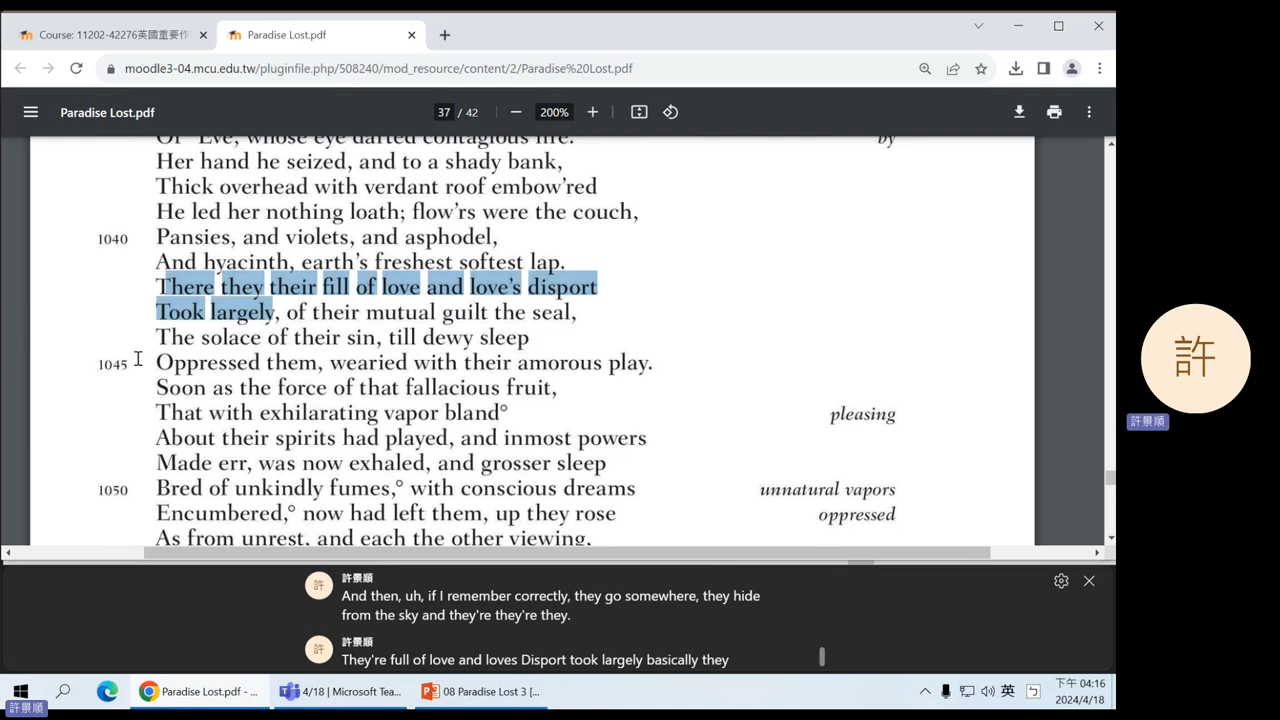 Course: 11202-42276英國重要作
Paradise Lost.pdf
moodle3-04.mcu.edu.tw/pluginfile.php/508240/mod_resource/content/2/Paradise%20Lost.pdf
Paradise Lost.pdf
37 / 42
200%
Of° Eve, whose eye darted contagious fire.
by
Her hand he seized, and to a shady bank,
Thick overhead with verdant roof embow'red
He led her nothing loath; flow'rs were the couch,
1040 Pansies, and violets, and asphodel,
And hyacinth, earth's freshest softest lap.
There they their fill of love and love's disport
Took largely, of their mutual guilt the seal,
The solace of their sin, till dewy sleep
1045 Oppressed them, wearied with their amorous play.
Soon as the force of that fallacious fruit,
That with exhilarating vapor bland° pleasing
About their spirits had played, and inmost powers
Made err, was now exhaled, and grosser sleep
1050 Bred of unkindly fumes,° with conscious dreams unnatural vapors
Encumbered,° now had left them, up they rose oppressed
As from unrest, and each the other viewing,
許
許景順
許
許景順
And then, uh, if I remember correctly, they go somewhere, they hide
from the sky and they're they're they.
許
許景順
They're full of love and loves Disport took largely basically they
Paradise Lost.pdf - ...
4/18 | Microsoft Tea...
08 Paradise Lost 3 [...
英
下午 04:16
2024/4/18
許景順